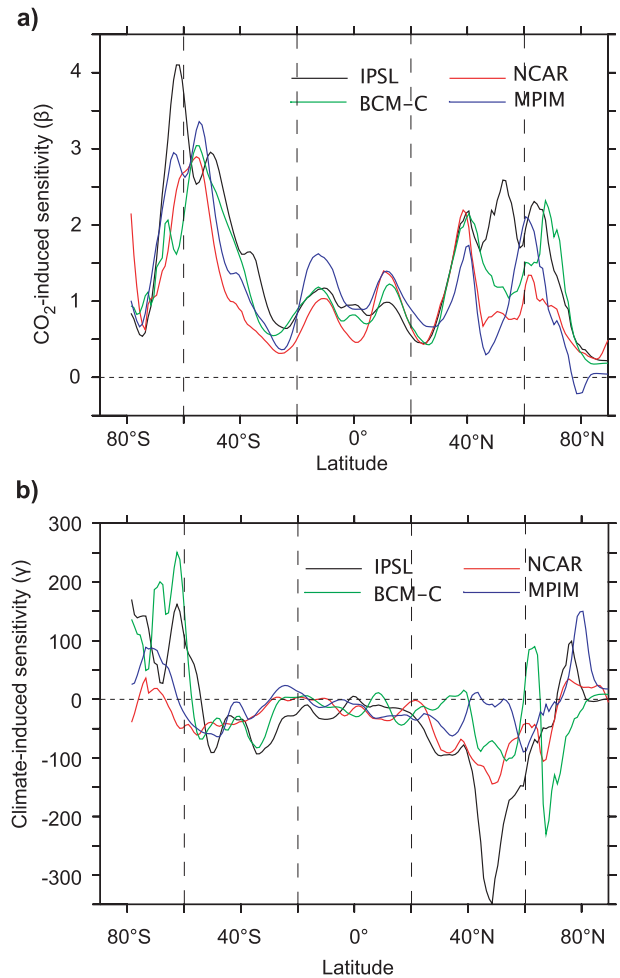 a)
4
3
2
1
0
CO₂-induced sensitivity (β)
IPSL NCAR
BCM–C MPIM
80°S 40°S 0° 40°N 80°N
Latitude
b)
300
200
100
0
-100
-200
-300
Climate-induced sensitivity (γ)
IPSL NCAR
BCM–C MPIM
80°S 40°S 0° 40°N 80°N
Latitude